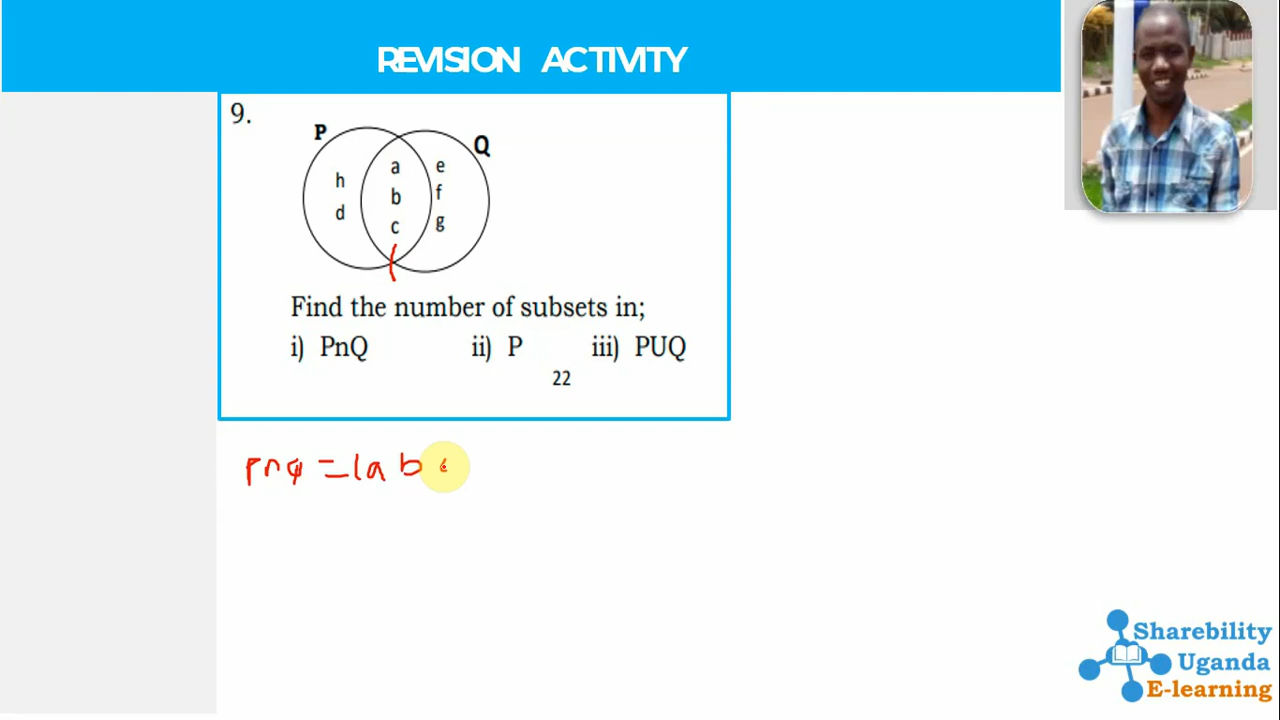 REVISION ACTIVITY
9.
P
Q
h
d
a
b
c
e
f
g
Find the number of subsets in;
i) PnQ ii) P iii) PUQ
22
PnQ = {a b
Sharebility
Uganda
E-learning